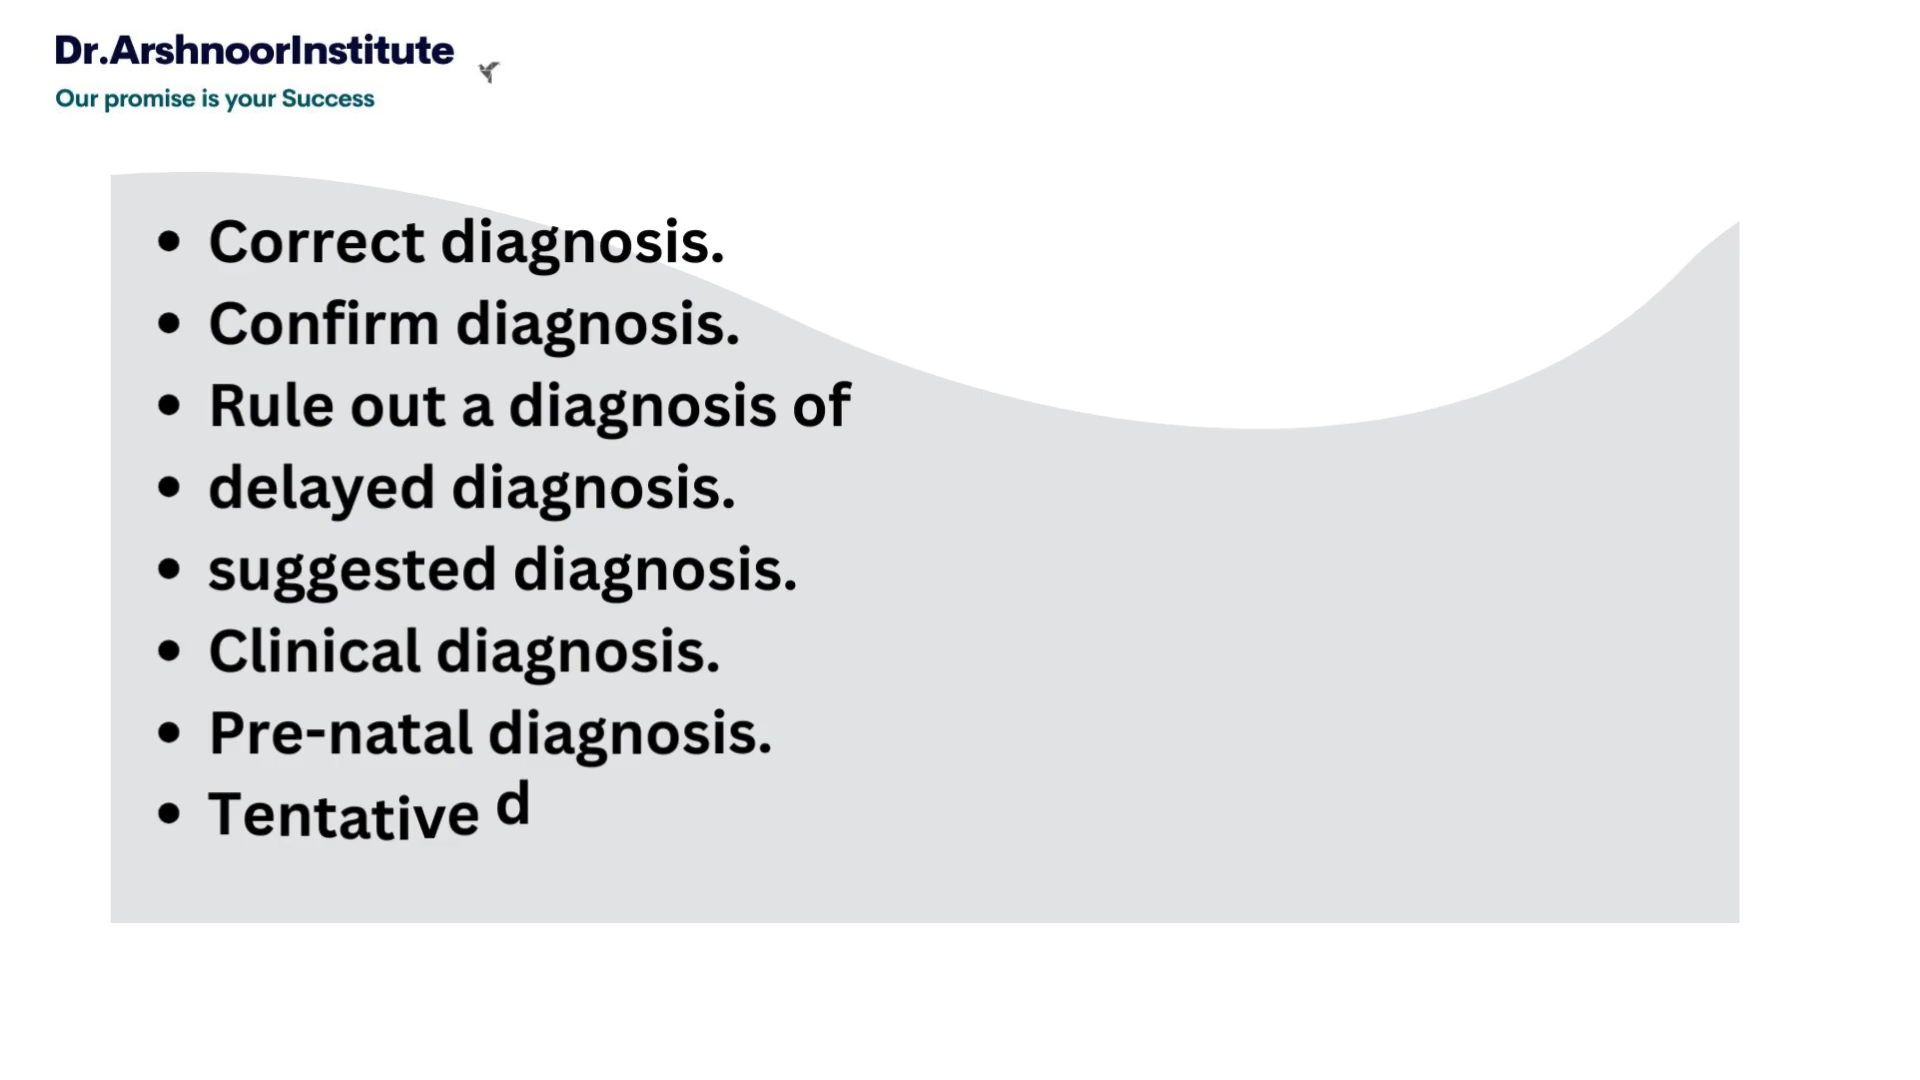 Dr.ArshnoorInstitute
Our promise is your Success
• Correct diagnosis.
• Confirm diagnosis.
• Rule out a diagnosis of
• delayed diagnosis.
• suggested diagnosis.
• Clinical diagnosis.
• Pre-natal diagnosis.
• Tentative d